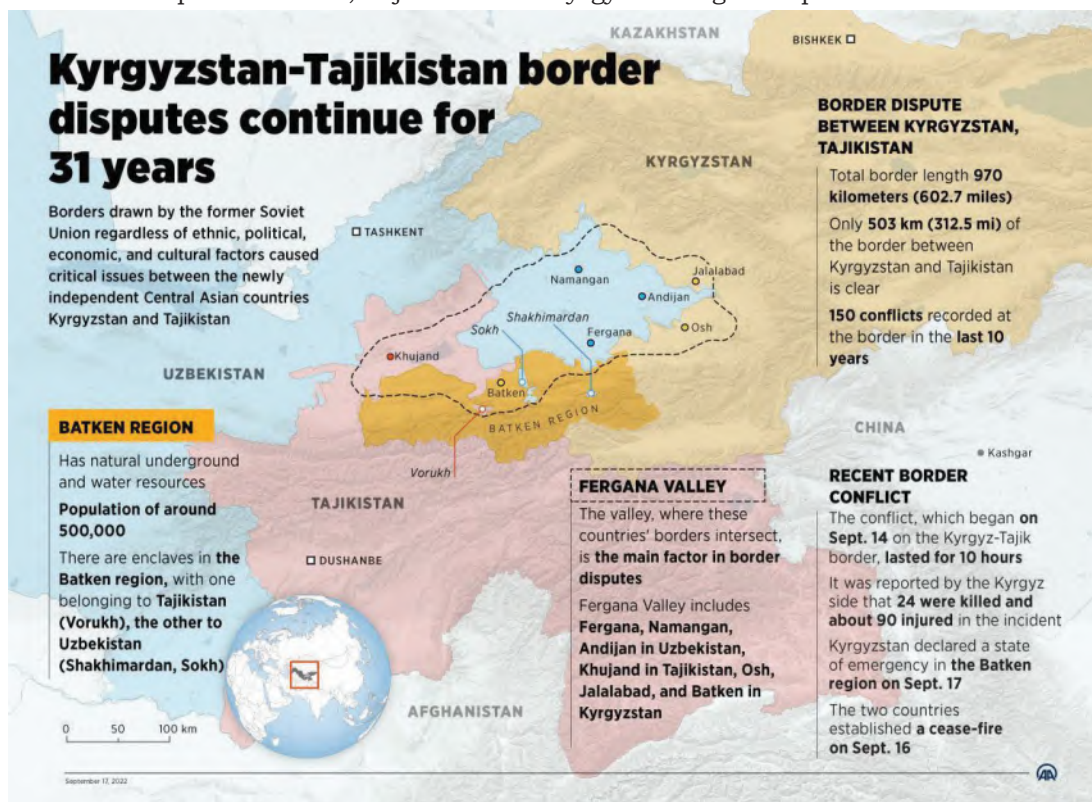 Kyrgyzstan-Tajikistan border
disputes continue for
31 years
Borders drawn by the former Soviet
Union regardless of ethnic, political,
economic, and cultural factors caused
critical issues between the newly
independent Central Asian countries
Kyrgyzstan and Tajikistan
KAZAKHSTAN
BISHKEK
KYRGYZSTAN
TASHKENT
Namangan
Jalalabad
Andijan
Shakhimardan
Sokh
Fergana
Osh
Khujand
UZBEKISTAN
Batken
BATKEN REGION
Vorukh
TAJIKISTAN
DUSHANBE
CHINA
Kashgar
AFGHANISTAN
BORDER DISPUTE
BETWEEN KYRGYZSTAN,
TAJIKISTAN
Total border length 970
kilometers (602.7 miles)
Only 503 km (312.5 mi) of
the border between
Kyrgyzstan and Tajikistan
is clear
150 conflicts recorded at
the border in the last 10
years
BATKEN REGION
Has natural underground
and water resources
Population of around
500,000
There are enclaves in the
Batken region, with one
belonging to Tajikistan
(Vorukh), the other to
Uzbekistan
(Shakhimardan, Sokh)
FERGANA VALLEY
The valley, where these
countries' borders intersect,
is the main factor in border
disputes
Fergana Valley includes
Fergana, Namangan,
Andijan in Uzbekistan,
Khujand in Tajikistan, Osh,
Jalalabad, and Batken in
Kyrgyzstan
RECENT BORDER
CONFLICT
The conflict, which began on
Sept. 14 on the Kyrgyz-Tajik
border, lasted for 10 hours
It was reported by the Kyrgyz
side that 24 were killed and
about 90 injured in the incident
Kyrgyzstan declared a state
of emergency in the Batken
region on Sept. 17
The two countries
established a cease-fire
on Sept. 16
0 50 100 km
September 17, 2022
AA